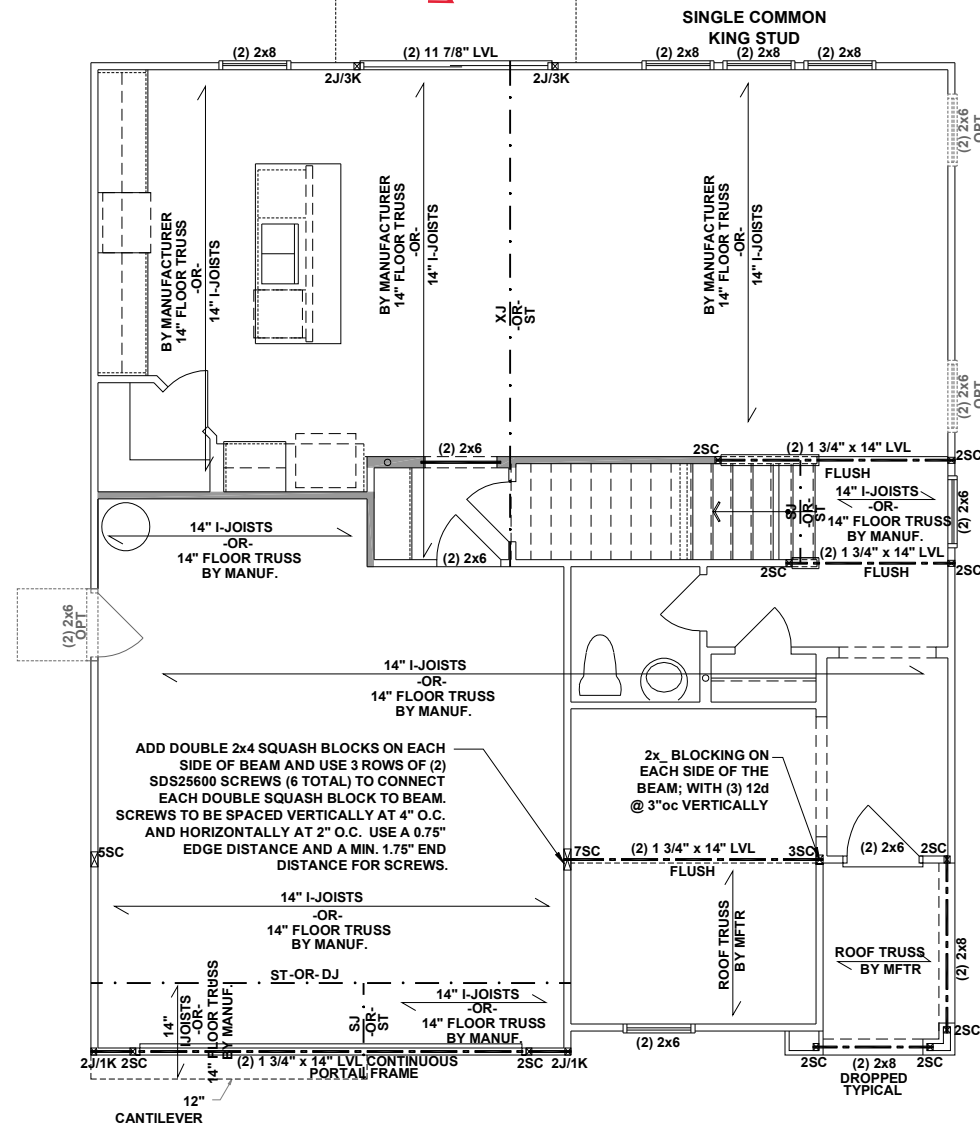 SINGLE COMMON
KING STUD
(2) 2x8
(2) 11 7/8" LVL
(2) 2x8
(2) 2x8
(2) 2x8
2J/3K
2J/3K
(2) 2x6
OPT
BY MANUFACTURER
14" FLOOR TRUSS
-OR-
14" I-JOISTS
BY MANUFACTURER
14" FLOOR TRUSS
-OR-
14" I-JOISTS
XJ
-OR-
ST
BY MANUFACTURER
14" FLOOR TRUSS
-OR-
14" I-JOISTS
(2) 2x6
OPT
(2) 2x6
2SC
(2) 1 3/4" x 14" LVL
2SC
FLUSH
14" I-JOISTS
-OR-
14" FLOOR TRUSS
BY MANUF.
SJ
-OR-
ST
(2) 2x6
14" I-JOISTS
-OR-
14" FLOOR TRUSS
BY MANUF.
(2) 2x6
(2) 1 3/4" x 14" LVL
2SC
FLUSH
2SC
(2) 2x6
OPT
14" I-JOISTS
-OR-
14" FLOOR TRUSS
BY MANUF.
ADD DOUBLE 2x4 SQUASH BLOCKS ON EACH
SIDE OF BEAM AND USE 3 ROWS OF (2)
SDS25600 SCREWS (6 TOTAL) TO CONNECT
EACH DOUBLE SQUASH BLOCK TO BEAM.
SCREWS TO BE SPACED VERTICALLY AT 4" O.C.
AND HORIZONTALLY AT 2" O.C. USE A 0.75"
EDGE DISTANCE AND A MIN. 1.75" END
DISTANCE FOR SCREWS.
2x_ BLOCKING ON
EACH SIDE OF THE
BEAM; WITH (3) 12d
@ 3"oc VERTICALLY
5SC
7SC
(2) 1 3/4" x 14" LVL
3SC
FLUSH
(2) 2x6
2SC
14" I-JOISTS
-OR-
14" FLOOR TRUSS
BY MANUF.
ROOF TRUSS
BY MFTR
ROOF TRUSS
BY MFTR
(2) 2x8
ST-OR-DJ
14"
IJOISTS
-OR-
14" FLOOR TRUSS
BY MANUF.
SJ
-OR-
ST
14" I-JOISTS
-OR-
14" FLOOR TRUSS
BY MANUF.
(2) 2x6
2SC
2J/1K
2SC
(2) 1 3/4" x 14" LVL CONTINUOUS
PORTAL FRAME
2SC
2J/1K
2SC
(2) 2x8
2SC
DROPPED
TYPICAL
12"
CANTILEVER